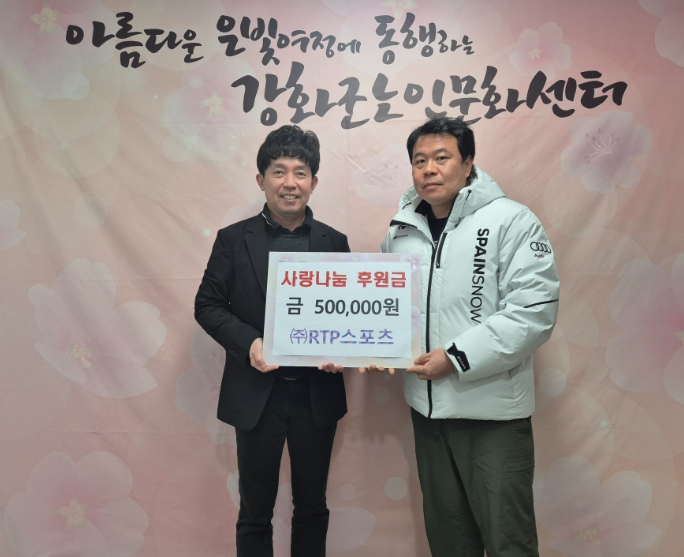 아름다운 은빛여정에 동행하는
강화군노인문화센터
사랑나눔 후원금
금 500,000원
㈜RTP스포츠
SPAINSNOW
Audi